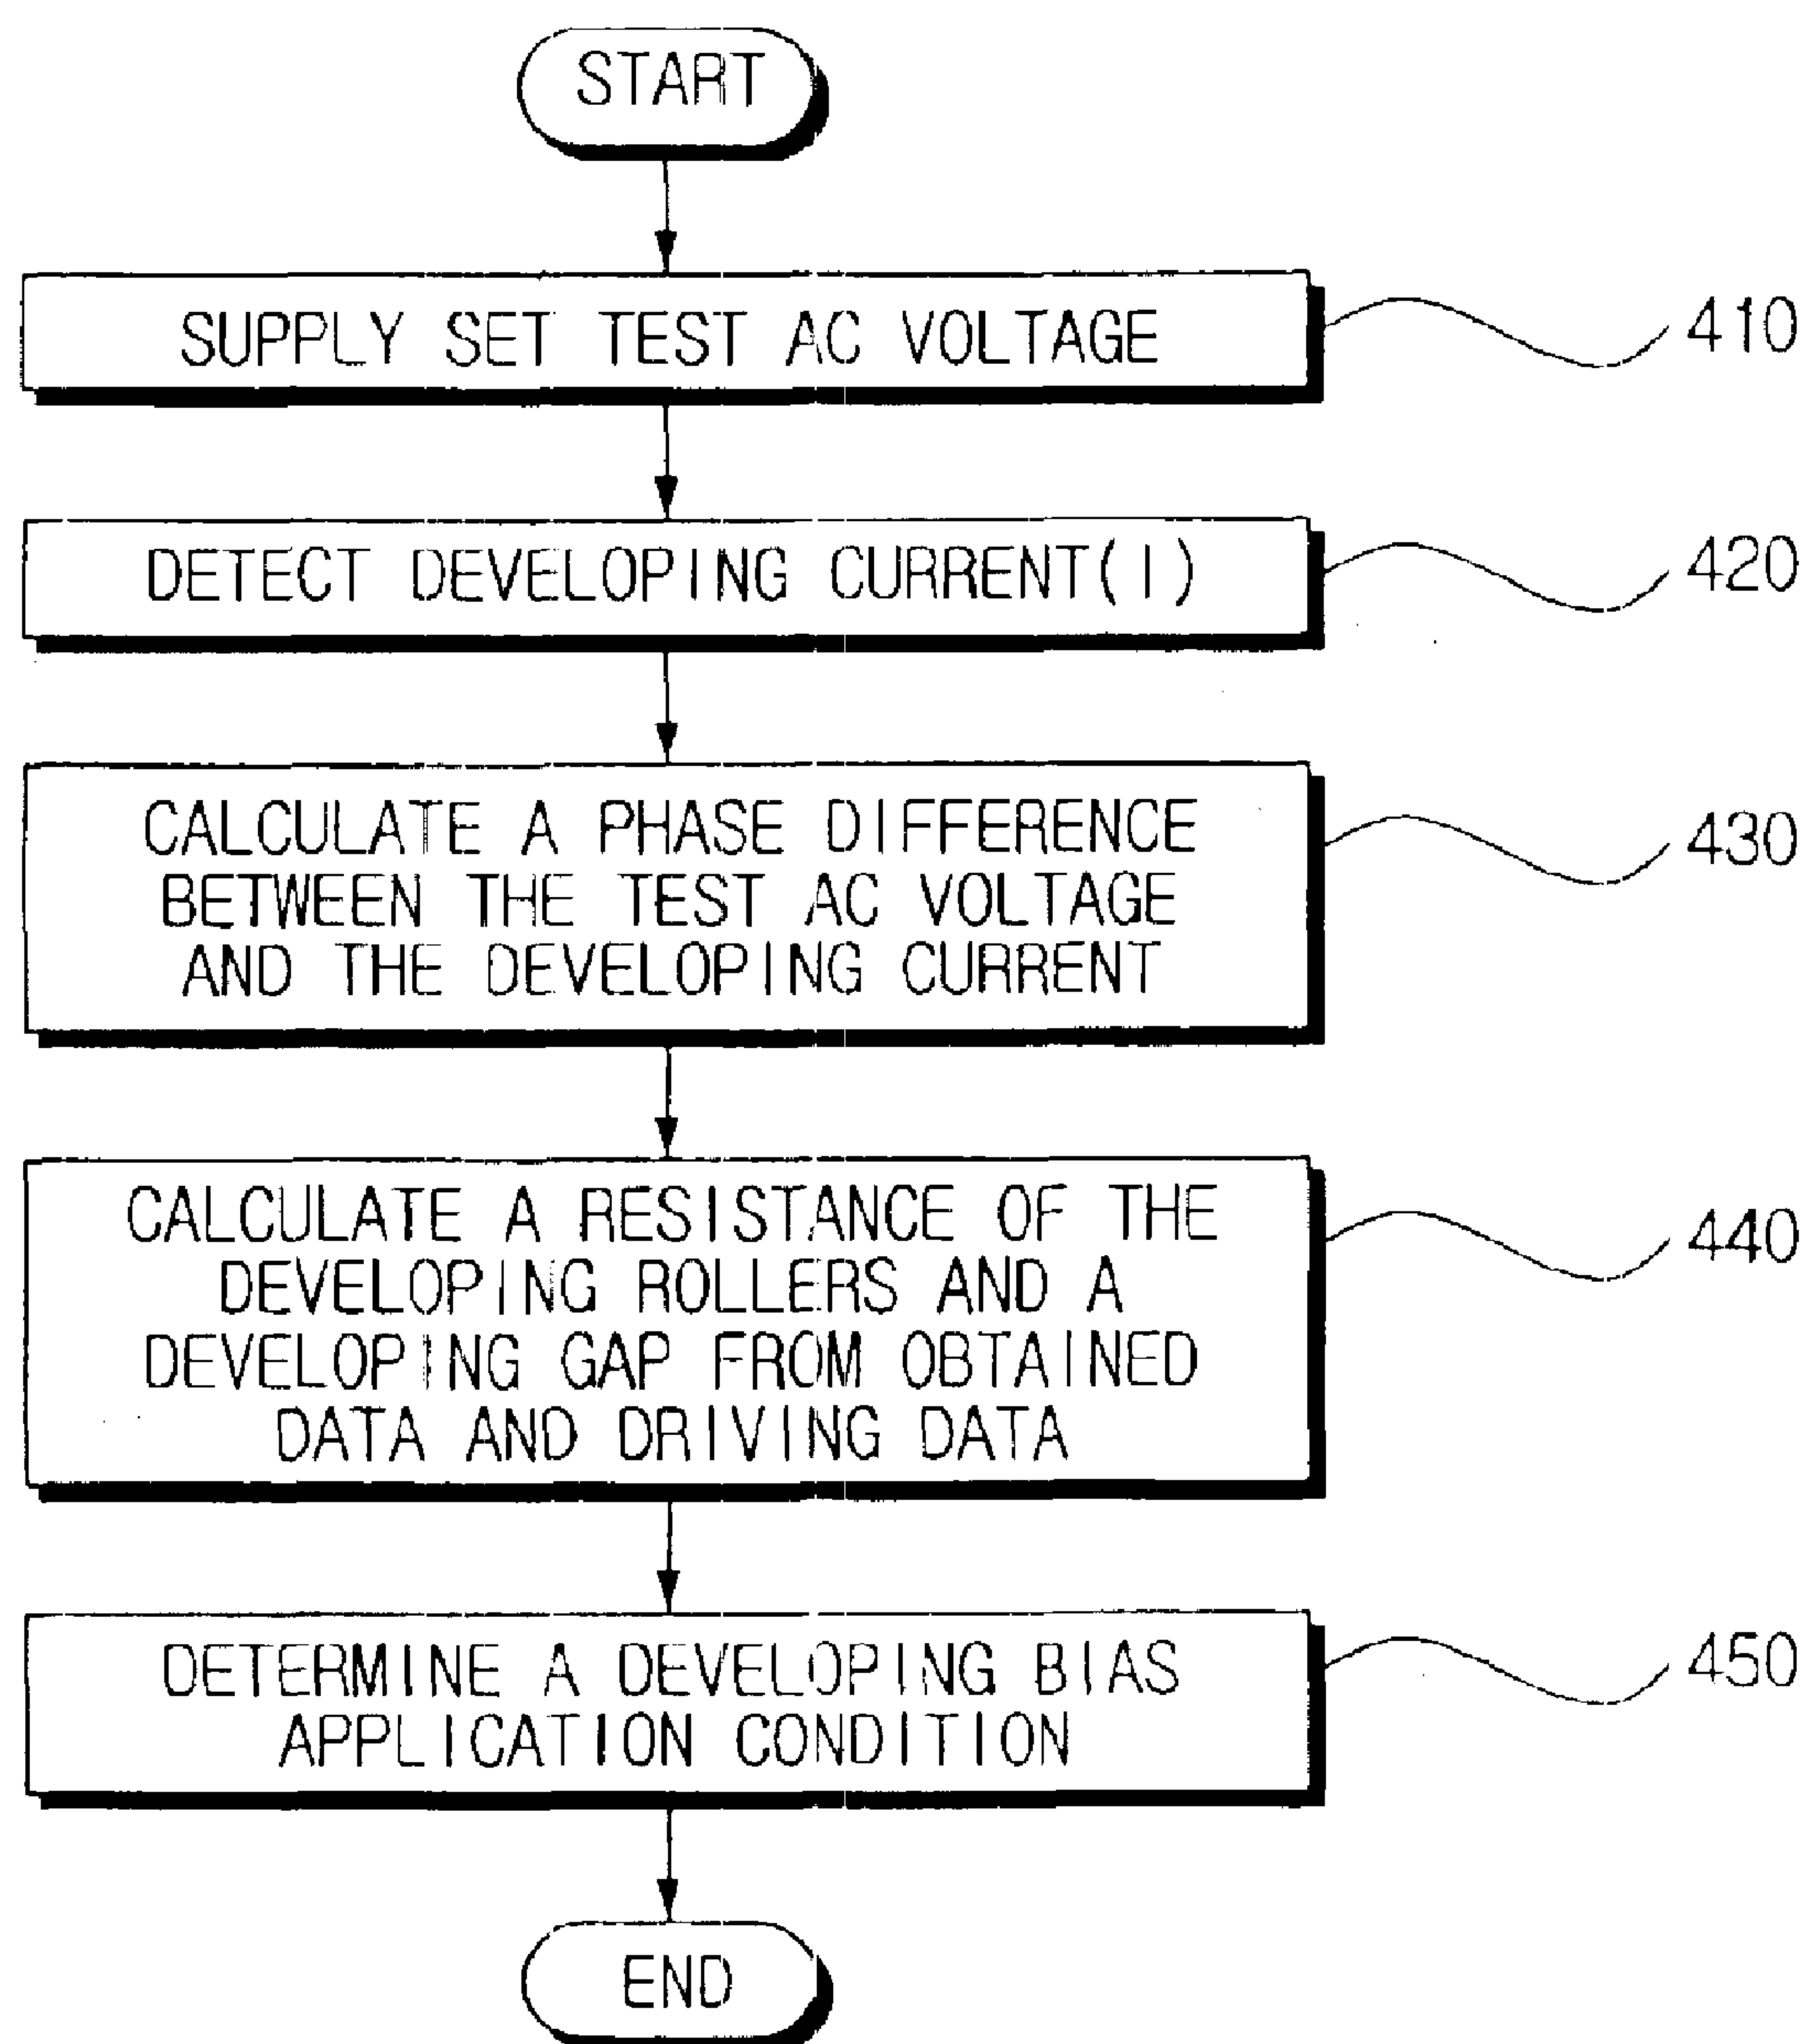 START
SUPPLY SET TEST AC VOLTAGE
410
DETECT DEVELOPING CURRENT(I)
420
CALCULATE A PHASE DIFFERENCE
BETWEEN THE TEST AC VOLTAGE
AND THE DEVELOPING CURRENT
430
CALCULATE A RESISTANCE OF THE
DEVELOPING ROLLERS AND A
DEVELOPING GAP FROM OBTAINED
DATA AND DRIVING DATA
440
DETERMINE A DEVELOPING BIAS
APPLICATION CONDITION
450
END